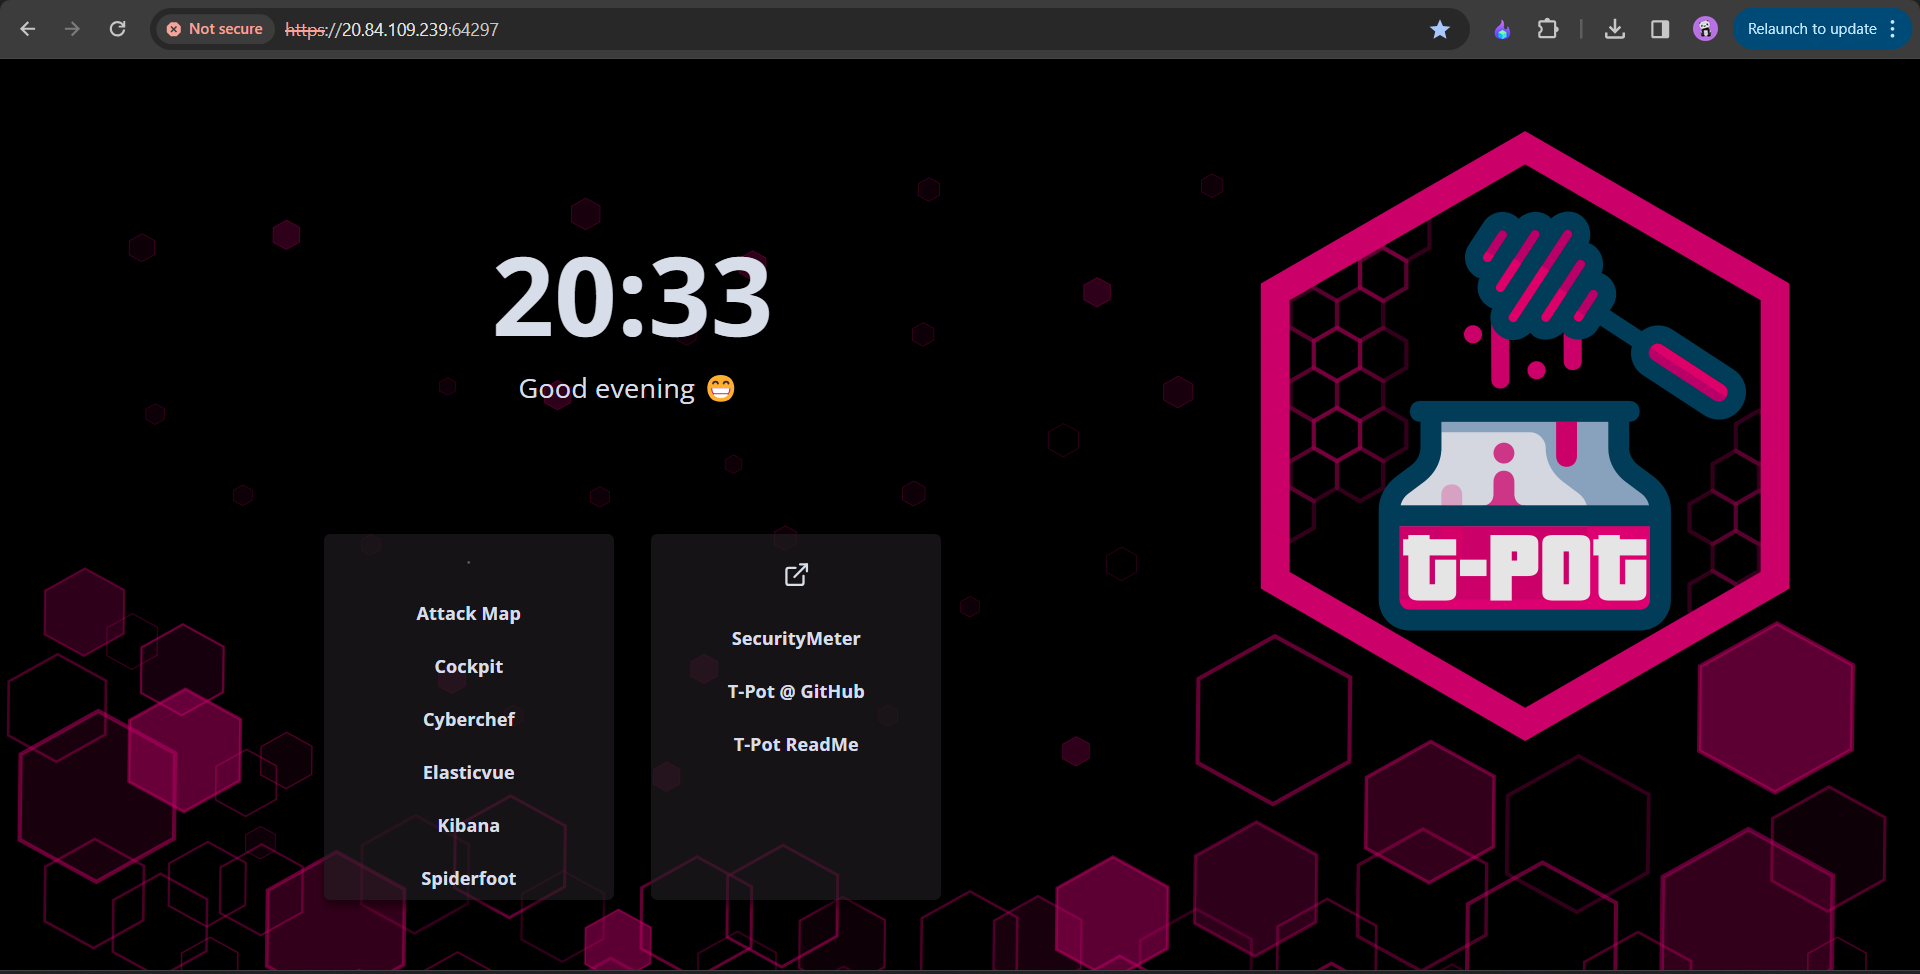 Not secure
https://20.84.109.239:64297
Relaunch to update
20:33
Good evening 😁
Attack Map
Cockpit
Cyberchef
Elasticvue
Kibana
Spiderfoot
SecurityMeter
T-Pot @ GitHub
T-Pot ReadMe
t-pot